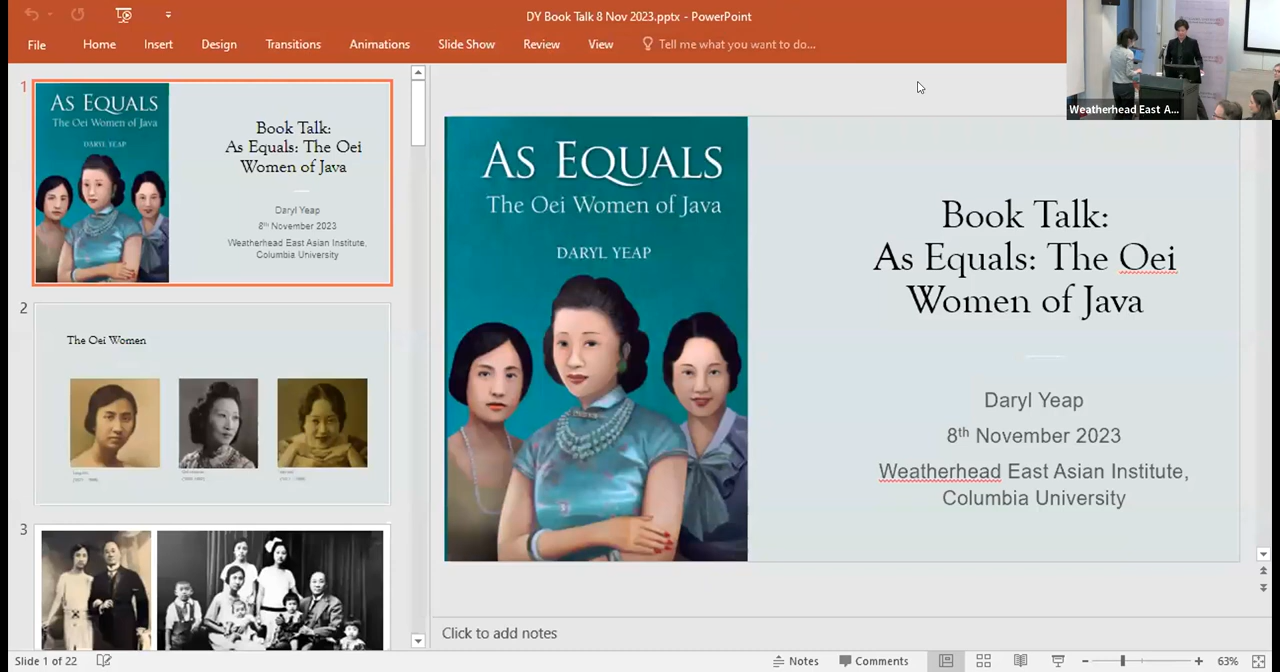 DY Book Talk 8 Nov 2023.pptx - PowerPoint
File Home Insert Design Transitions Animations Slide Show Review View Tell me what you want to do...
Weatherhead East A...
1
As Equals
The Oei Women of Java
DARYL YEAP
Book Talk:
As Equals: The Oei
Women of Java
Daryl Yeap
8th November 2023
Weatherhead East Asian Institute,
Columbia University
2
The Oei Women
3
As Equals
The Oei Women of Java
DARYL YEAP
Book Talk:
As Equals: The Oei
Women of Java
Daryl Yeap
8th November 2023
Weatherhead East Asian Institute,
Columbia University
Click to add notes
Slide 1 of 22 Notes Comments 63%